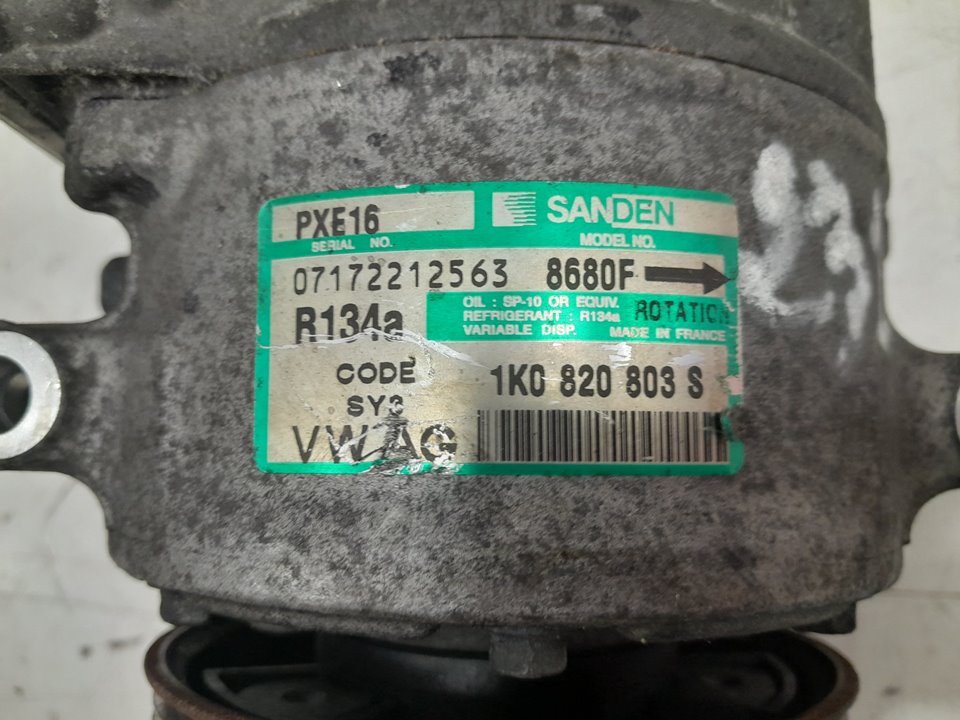 PXE16 SANDEN
SERIAL NO. MODEL NO.
07172212563 8680F
R134a
OIL : SP-10 OR EQUIV.
REFRIGERANT : R134a
VARIABLE DISP.
ROTATION
MADE IN FRANCE
CODE 1K0 820 803 S
SY3
VW AG